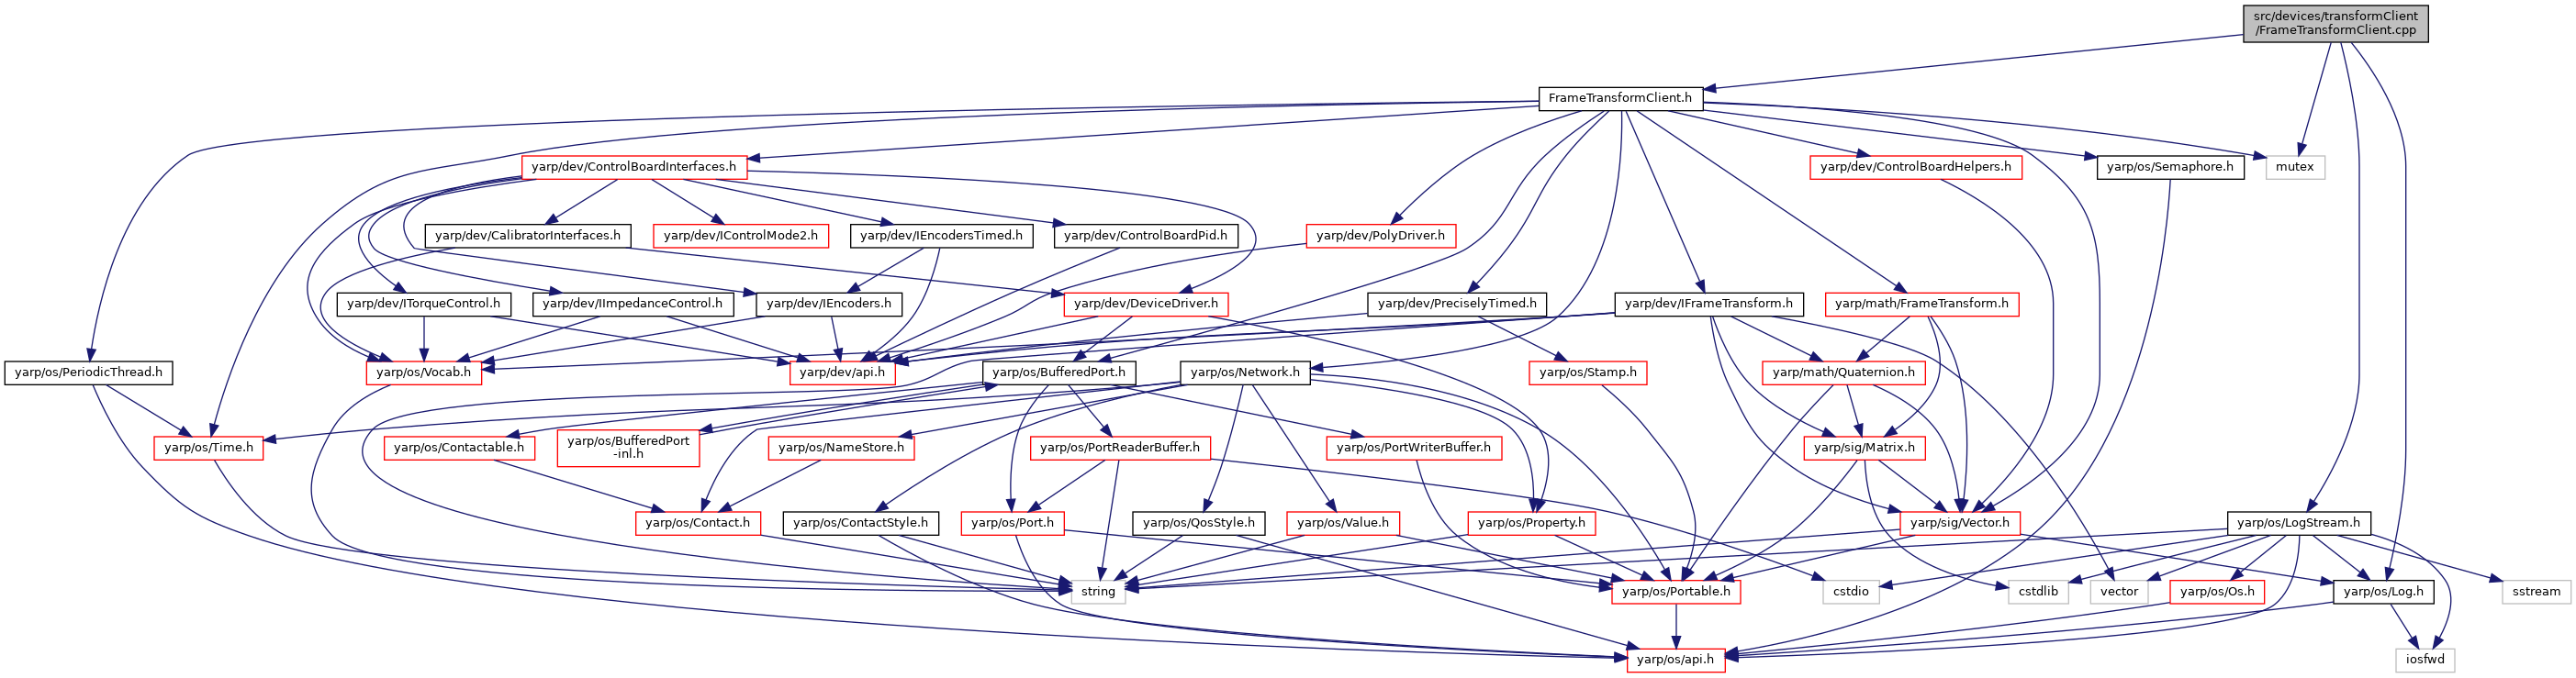 src/devices/transformClient
/FrameTransformClient.cpp
FrameTransformClient.h
yarp/dev/ControlBoardInterfaces.h
yarp/dev/ControlBoardHelpers.h
yarp/os/Semaphore.h
mutex
yarp/dev/CalibratorInterfaces.h
yarp/dev/IControlMode2.h
yarp/dev/IEncodersTimed.h
yarp/dev/ControlBoardPid.h
yarp/dev/PolyDriver.h
yarp/dev/ITorqueControl.h
yarp/dev/IImpedanceControl.h
yarp/dev/IEncoders.h
yarp/dev/DeviceDriver.h
yarp/dev/PreciselyTimed.h
yarp/dev/IFrameTransform.h
yarp/math/FrameTransform.h
yarp/os/PeriodicThread.h
yarp/os/Vocab.h
yarp/dev/api.h
yarp/os/BufferedPort.h
yarp/os/Network.h
yarp/os/Stamp.h
yarp/math/Quaternion.h
yarp/os/Time.h
yarp/os/Contactable.h
yarp/os/BufferedPort
-inl.h
yarp/os/NameStore.h
yarp/os/PortReaderBuffer.h
yarp/os/PortWriterBuffer.h
yarp/sig/Matrix.h
yarp/os/Contact.h
yarp/os/ContactStyle.h
yarp/os/Port.h
yarp/os/QosStyle.h
yarp/os/Value.h
yarp/os/Property.h
yarp/sig/Vector.h
yarp/os/LogStream.h
string
yarp/os/Portable.h
cstdio
cstdlib
vector
yarp/os/Os.h
yarp/os/Log.h
sstream
yarp/os/api.h
iosfwd